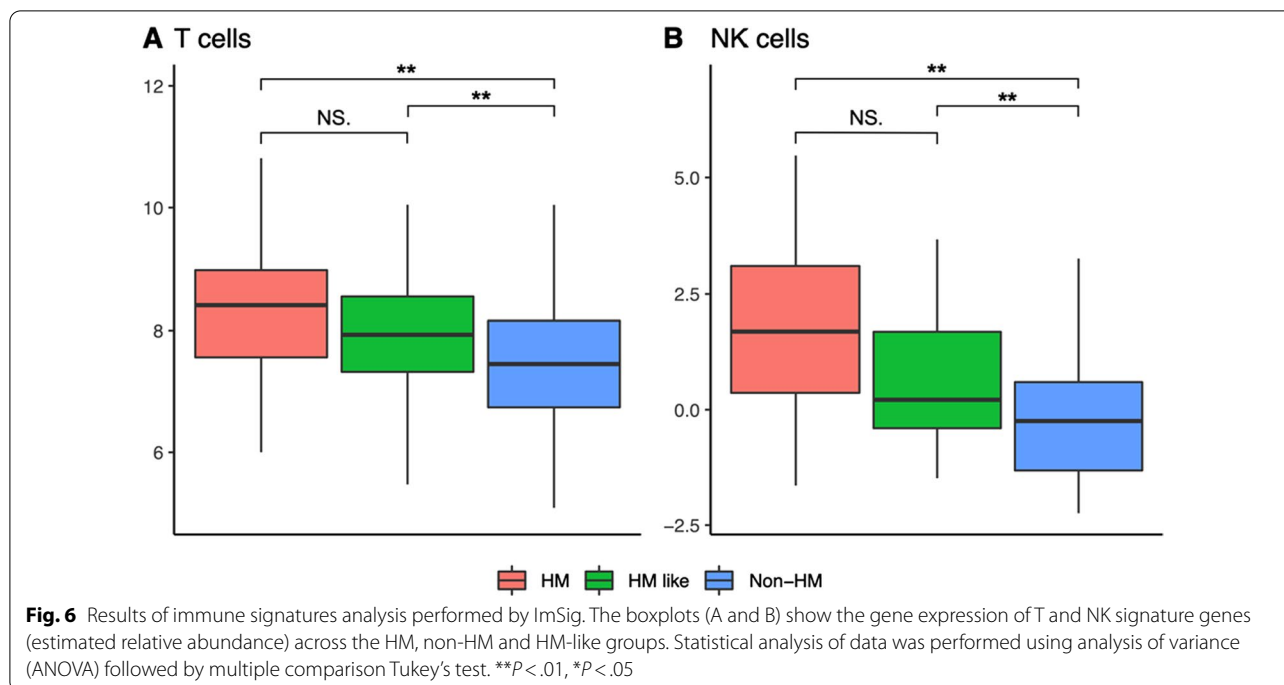 A T cells
B NK cells
**
**
NS.
12
10
8
6
**
**
NS.
5.0
2.5
0.0
−2.5
HM HM like Non−HM
Fig. 6 Results of immune signatures analysis performed by ImSig. The boxplots (A and B) show the gene expression of T and NK signature genes
(estimated relative abundance) across the HM, non-HM and HM-like groups. Statistical analysis of data was performed using analysis of variance
(ANOVA) followed by multiple comparison Tukey’s test. **P < .01, *P < .05